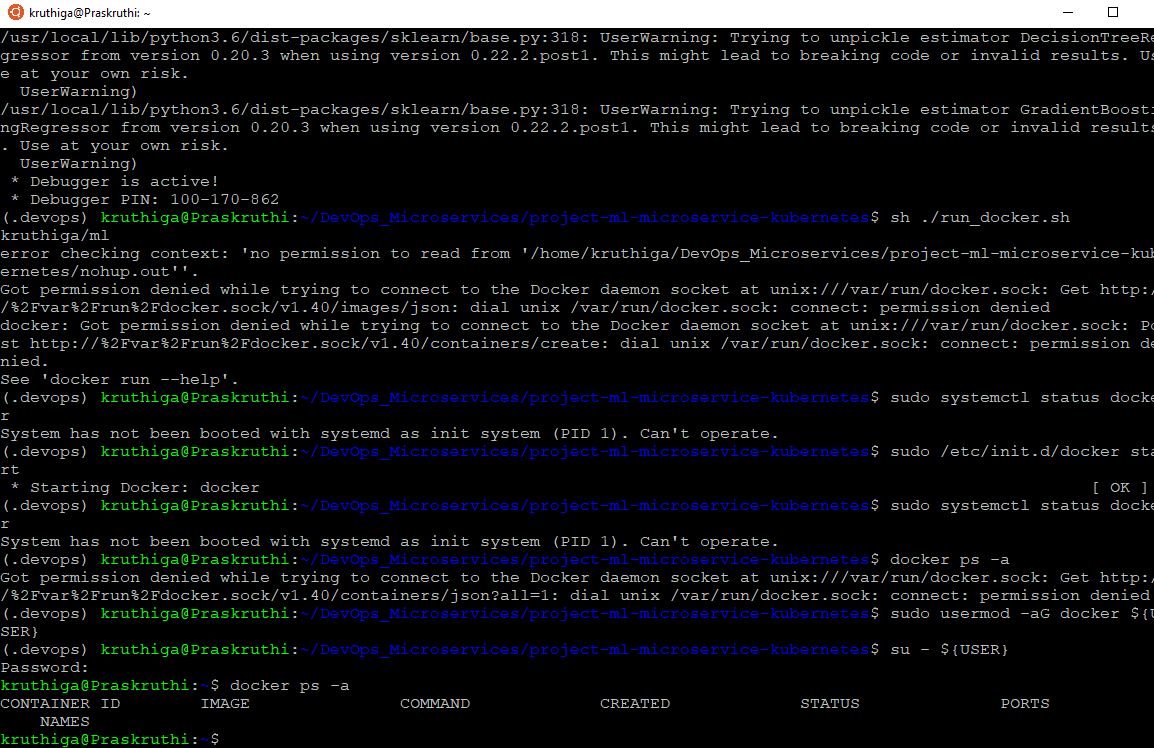 kruthiga@Praskruthi: ~
/usr/local/lib/python3.6/dist-packages/sklearn/base.py:318: UserWarning: Trying to unpickle estimator DecisionTreeRe
gressor from version 0.20.3 when using version 0.22.2.post1. This might lead to breaking code or invalid results. Us
e at your own risk.
  UserWarning)
/usr/local/lib/python3.6/dist-packages/sklearn/base.py:318: UserWarning: Trying to unpickle estimator GradientBoosti
ngRegressor from version 0.20.3 when using version 0.22.2.post1. This might lead to breaking code or invalid results
. Use at your own risk.
  UserWarning)
 * Debugger is active!
 * Debugger PIN: 100-170-862
(.devops) kruthiga@Praskruthi:~/DevOps_Microservices/project-ml-microservice-kubernetes$ sh ./run_docker.sh
kruthiga/ml
error checking context: 'no permission to read from '/home/kruthiga/DevOps_Microservices/project-ml-microservice-kub
ernetes/nohup.out''.
Got permission denied while trying to connect to the Docker daemon socket at unix:///var/run/docker.sock: Get http:/
/%2Fvar%2Frun%2Fdocker.sock/v1.40/images/json: dial unix /var/run/docker.sock: connect: permission denied
docker: Got permission denied while trying to connect to the Docker daemon socket at unix:///var/run/docker.sock: Po
st http://%2Fvar%2Frun%2Fdocker.sock/v1.40/containers/create: dial unix /var/run/docker.sock: connect: permission de
nied.
See 'docker run --help'.
(.devops) kruthiga@Praskruthi:~/DevOps_Microservices/project-ml-microservice-kubernetes$ sudo systemctl status docke
r
System has not been booted with systemd as init system (PID 1). Can't operate.
(.devops) kruthiga@Praskruthi:~/DevOps_Microservices/project-ml-microservice-kubernetes$ sudo /etc/init.d/docker sta
rt
 * Starting Docker: docker [ OK ]
(.devops) kruthiga@Praskruthi:~/DevOps_Microservices/project-ml-microservice-kubernetes$ sudo systemctl status docke
r
System has not been booted with systemd as init system (PID 1). Can't operate.
(.devops) kruthiga@Praskruthi:~/DevOps_Microservices/project-ml-microservice-kubernetes$ docker ps -a
Got permission denied while trying to connect to the Docker daemon socket at unix:///var/run/docker.sock: Get http:/
/%2Fvar%2Frun%2Fdocker.sock/v1.40/containers/json?all=1: dial unix /var/run/docker.sock: connect: permission denied
(.devops) kruthiga@Praskruthi:~/DevOps_Microservices/project-ml-microservice-kubernetes$ sudo usermod -aG docker ${U
SER}
(.devops) kruthiga@Praskruthi:~/DevOps_Microservices/project-ml-microservice-kubernetes$ su - ${USER}
Password:
kruthiga@Praskruthi:~$ docker ps -a
CONTAINER ID IMAGE COMMAND CREATED STATUS PORTS
    NAMES
kruthiga@Praskruthi:~$